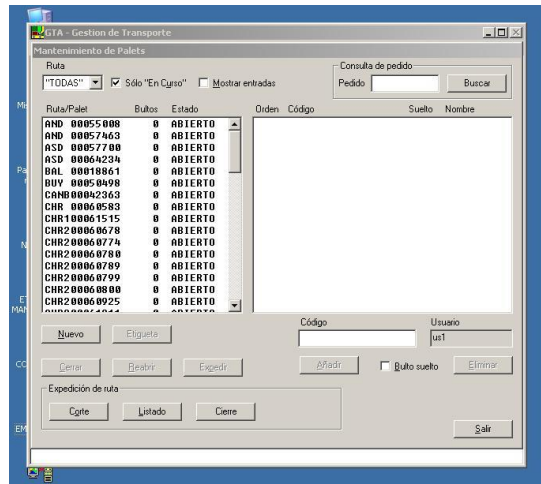 GTA - Gestion de Transporte
Mantenimiento de Palets
Ruta
Consulta de pedido
"TODAS" Sólo "En Curso" Mostrar entradas Pedido Buscar
Ruta/Palet Bultos Estado Orden Código Suelto Nombre
AND 00055008 0 ABIERTO
AND 00057463 0 ABIERTO
ASD 00057700 0 ABIERTO
ASD 00064234 0 ABIERTO
BAL 00018861 0 ABIERTO
BUY 00050498 0 ABIERTO
CANB00042363 0 ABIERTO
CHR 00060583 0 ABIERTO
CHR100061515 0 ABIERTO
CHR200060678 0 ABIERTO
CHR200060774 0 ABIERTO
CHR200060780 0 ABIERTO
CHR200060789 0 ABIERTO
CHR200060799 0 ABIERTO
CHR200060800 0 ABIERTO
CHR200060925 0 ABIERTO
Código Usuario
Nuevo Etiqueta us1
Cerrar Reabrir Expedir Añadir Bulto suelto Eliminar
Expedición de ruta
Corte Listado Cierre
Salir